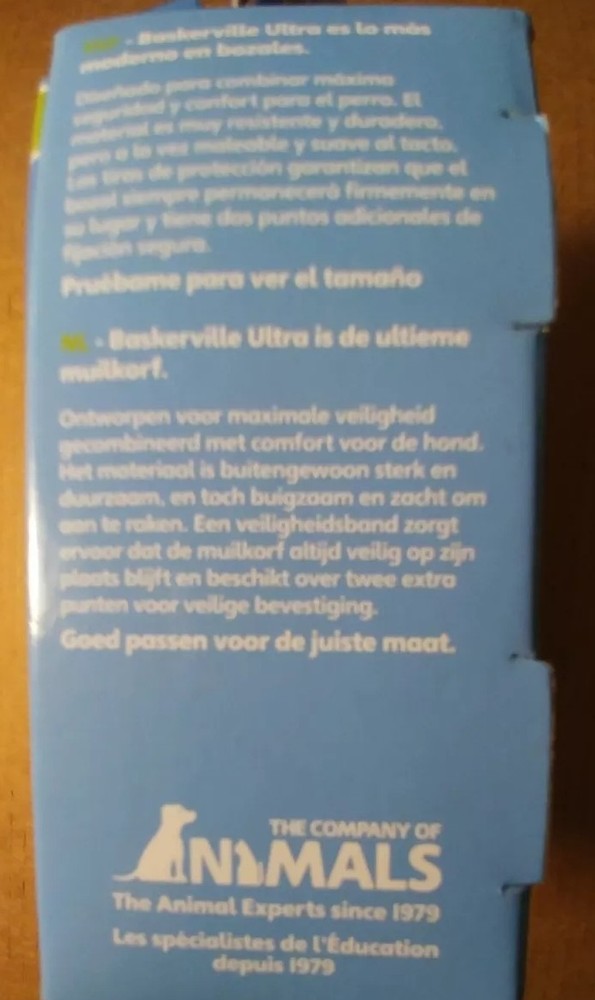 - Baskerville Ultra es lo más
moderno en bozales.
Diseñado para combinar máxima
seguridad y confort para el perro. El
material es muy resistente y duradero,
pero a la vez maleable y suave al tacto.
Las tiras de protección garantizan que el
bozal siempre permanecerá firmemente en
su lugar y tiene dos puntos adicionales de
fijación segura.
Pruébame para ver el tamaño
NL - Baskerville Ultra is de ultieme
muilkorf.
Ontworpen voor maximale veiligheid
gecombineerd met comfort voor de hond.
Het materiaal is buitengewoon sterk en
duurzaam, en toch buigzaam en zacht om
aan te raken. Een veiligheidsband zorgt
ervoor dat de muilkorf altijd veilig op zijn
plaats blijft en beschikt over twee extra
punten voor veilige bevestiging.
Goed passen voor de juiste maat.
THE COMPANY OF
ANIMALS
The Animal Experts since 1979
Les spécialistes de l'Éducation
depuis 1979